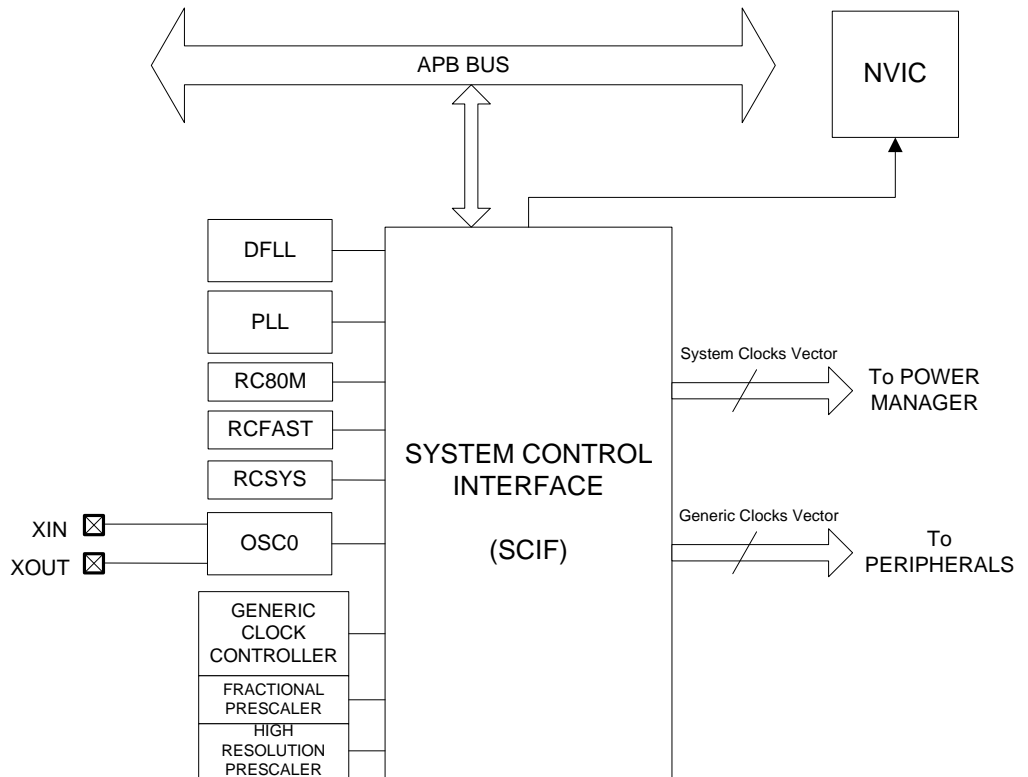 APB BUS
NVIC
DFLL
PLL
RC80M
RCFAST
RCSYS
XIN
XOUT
OSC0
GENERIC
CLOCK
CONTROLLER
FRACTIONAL
PRESCALER
HIGH
RESOLUTION
PRESCALER
SYSTEM CONTROL
INTERFACE
(SCIF)
System Clocks Vector
To POWER
MANAGER
Generic Clocks Vector
To
PERIPHERALS